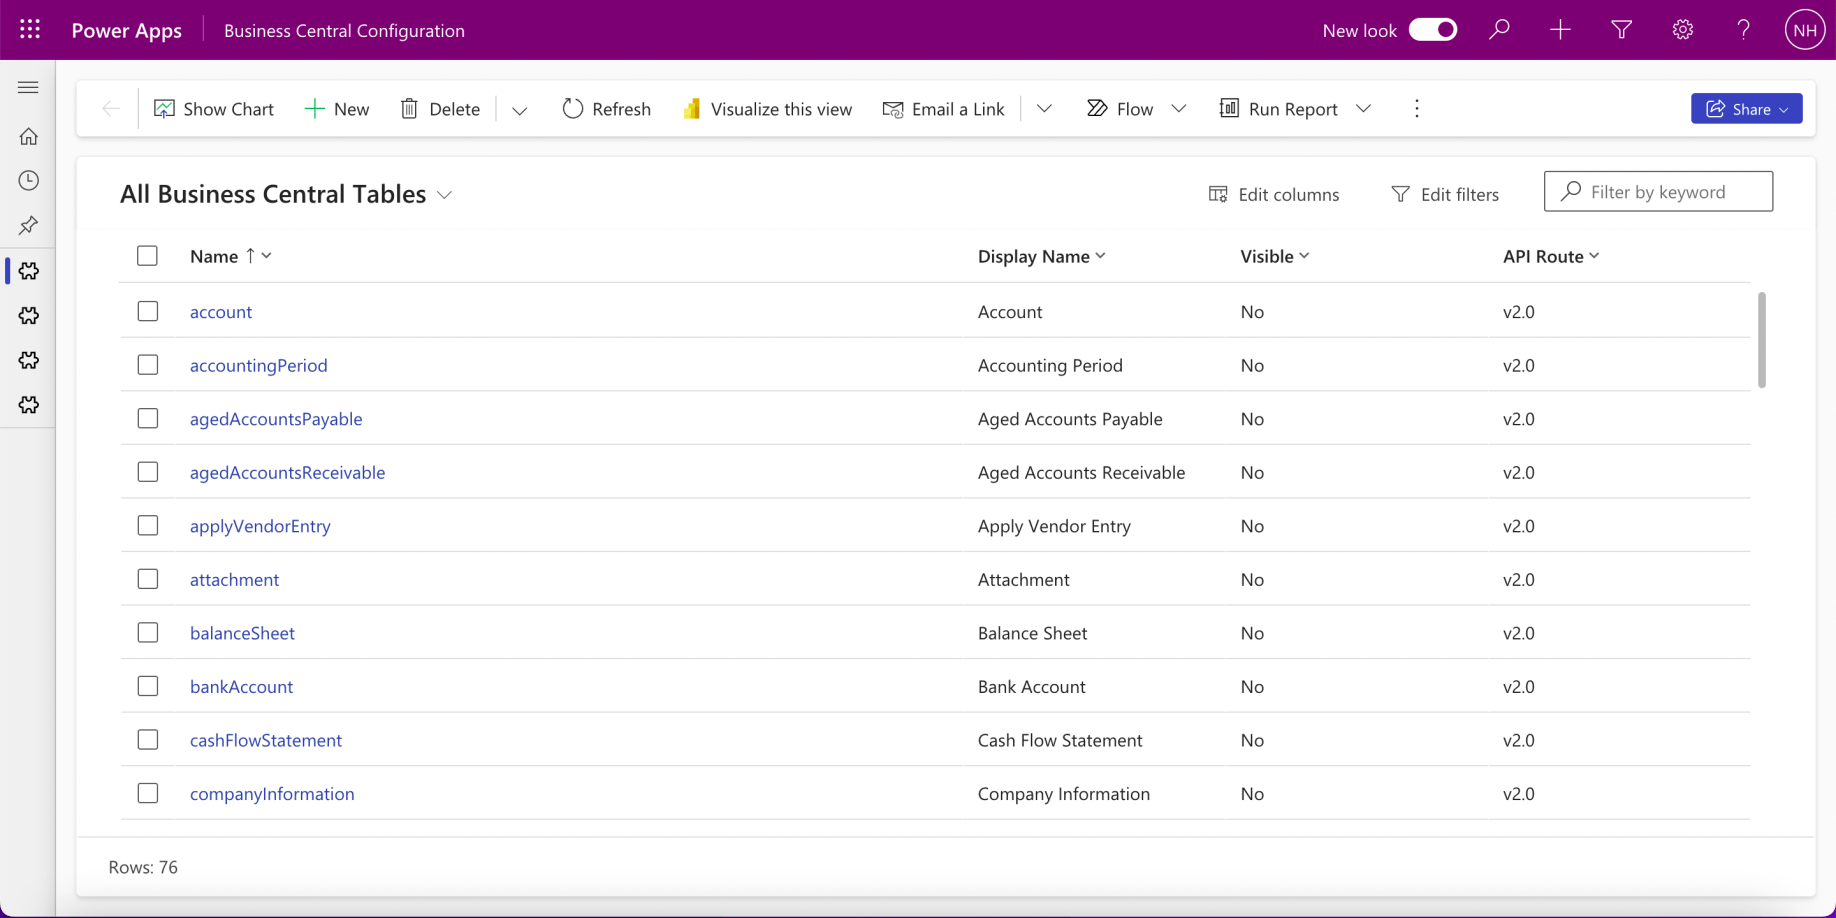 Power Apps Business Central Configuration New look NH
Show Chart New Delete Refresh Visualize this view Email a Link Flow Run Report Share
All Business Central Tables Edit columns Edit filters Filter by keyword
Name Display Name Visible API Route
account Account No v2.0
accountingPeriod Accounting Period No v2.0
agedAccountsPayable Aged Accounts Payable No v2.0
agedAccountsReceivable Aged Accounts Receivable No v2.0
applyVendorEntry Apply Vendor Entry No v2.0
attachment Attachment No v2.0
balanceSheet Balance Sheet No v2.0
bankAccount Bank Account No v2.0
cashFlowStatement Cash Flow Statement No v2.0
companyInformation Company Information No v2.0
Rows: 76